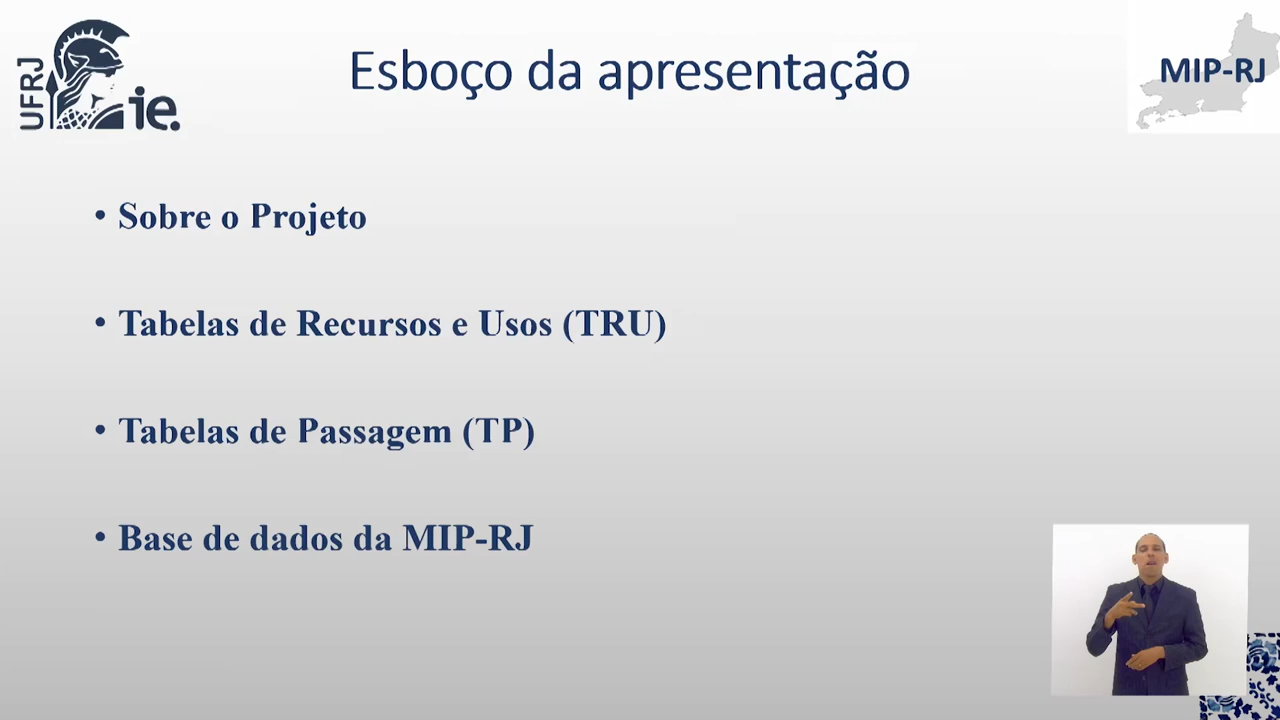 UFRJ
ie.
Esboço da apresentação
MIP-RJ
• Sobre o Projeto
• Tabelas de Recursos e Usos (TRU)
• Tabelas de Passagem (TP)
• Base de dados da MIP-RJ